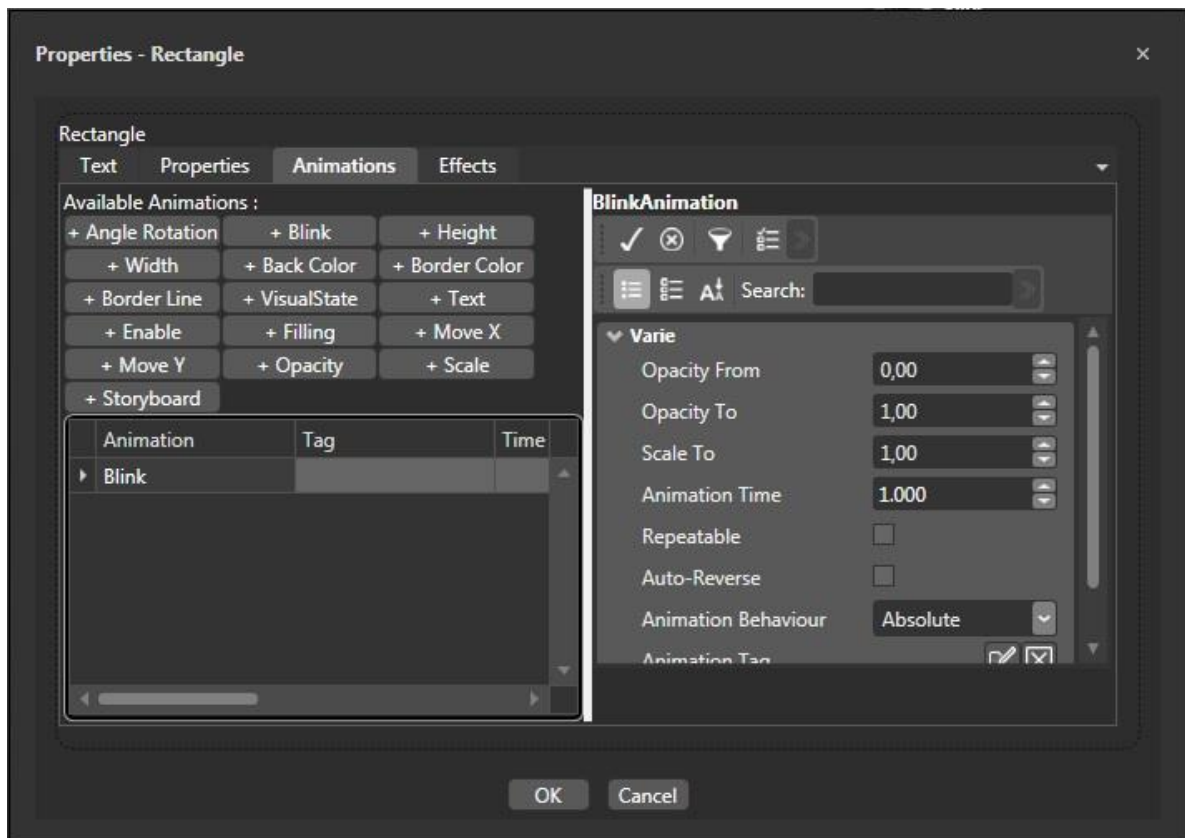 Properties - Rectangle
Rectangle
Text Properties Animations Effects
Available Animations :
+ Angle Rotation + Blink + Height
+ Width + Back Color + Border Color
+ Border Line + VisualState + Text
+ Enable + Filling + Move X
+ Move Y + Opacity + Scale
+ Storyboard
Animation Tag Time
Blink
BlinkAnimation
Search:
Varie
Opacity From 0,00
Opacity To 1,00
Scale To 1,00
Animation Time 1.000
Repeatable
Auto-Reverse
Animation Behaviour Absolute
Animation Tag
OK Cancel